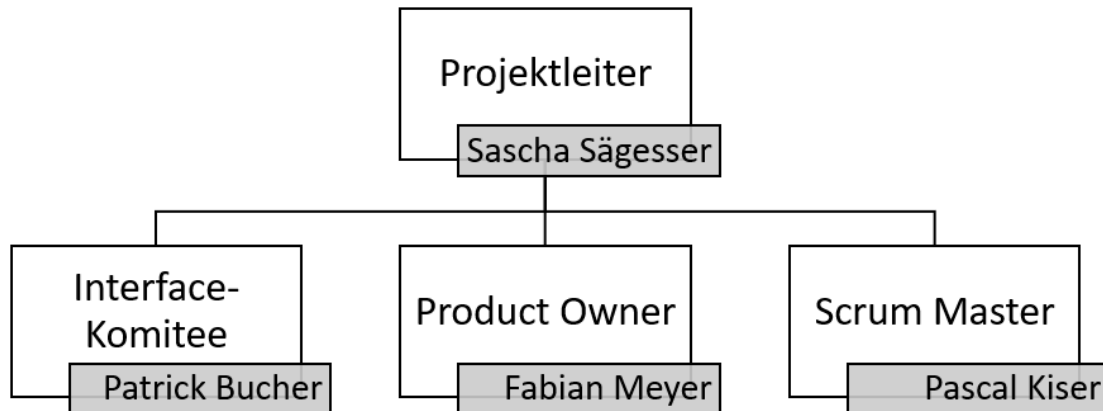 Projektleiter
Sascha Sägesser
Interface-
Komitee
Patrick Bucher
Product Owner
Fabian Meyer
Scrum Master
Pascal Kiser